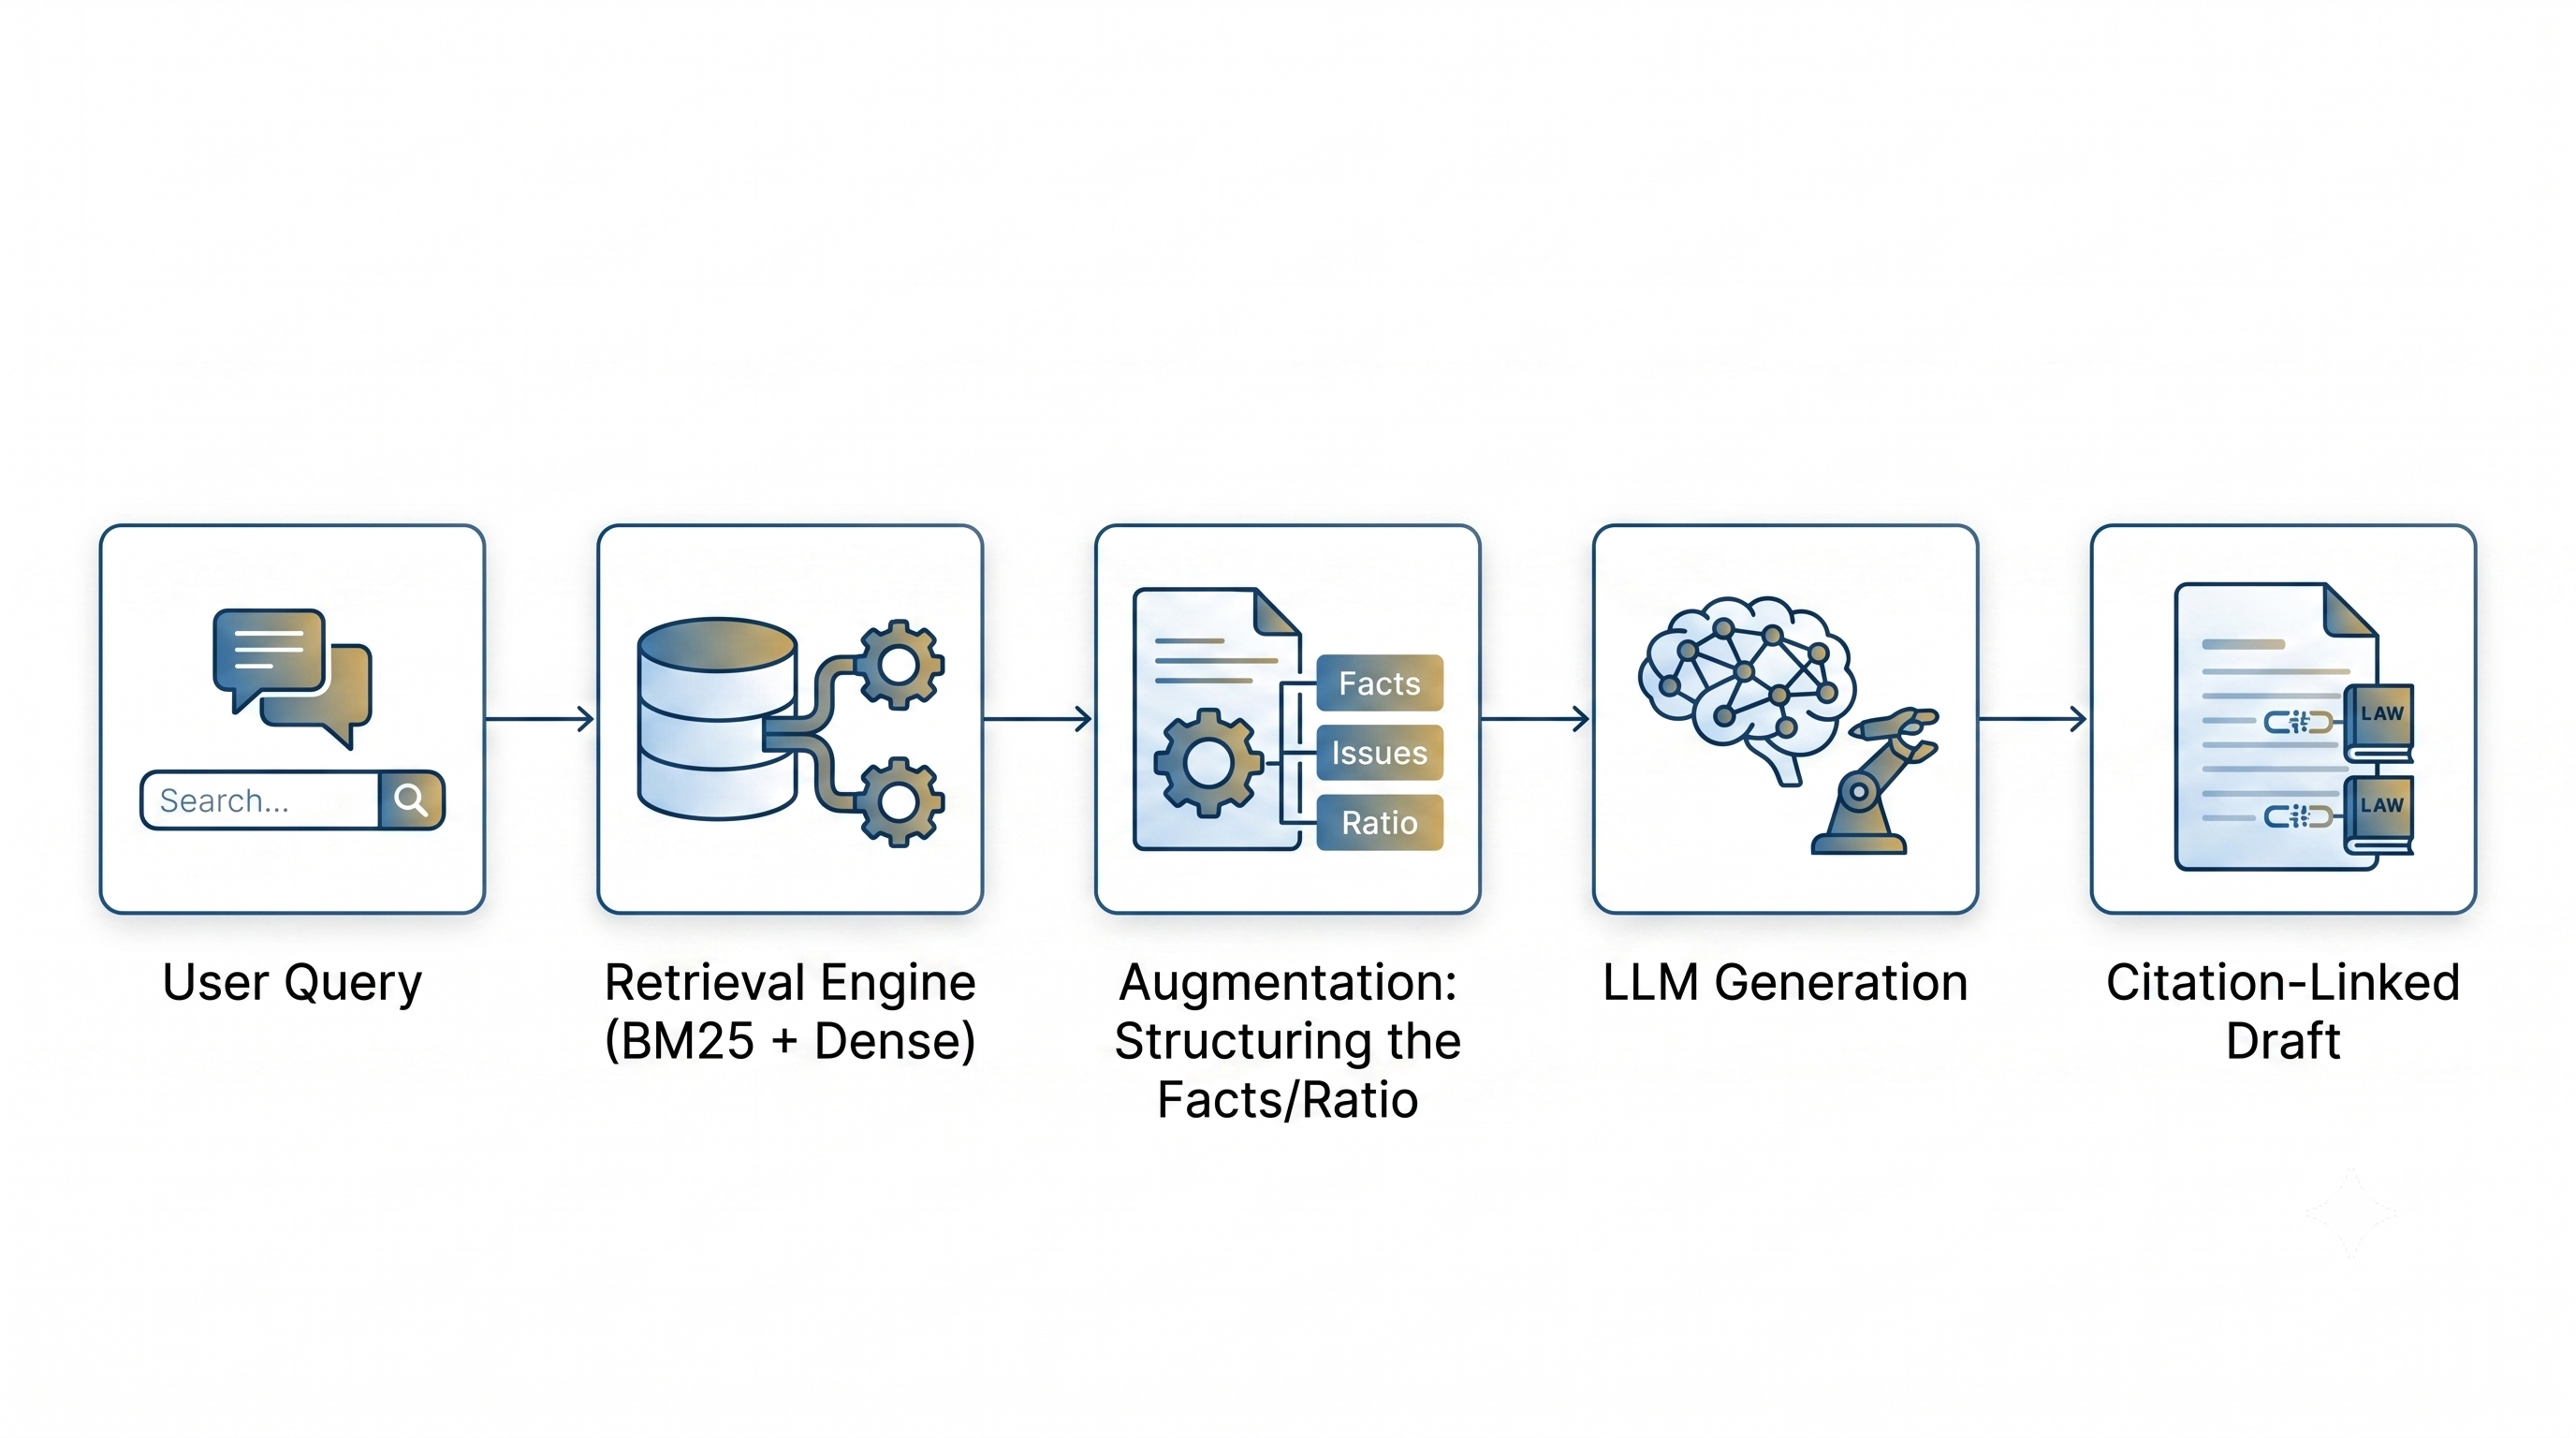 Search...
Facts
Issues
Ratio
LAW
LAW
User Query
Retrieval Engine
(BM25 + Dense)
Augmentation:
Structuring the
Facts/Ratio
LLM Generation
Citation-Linked
Draft